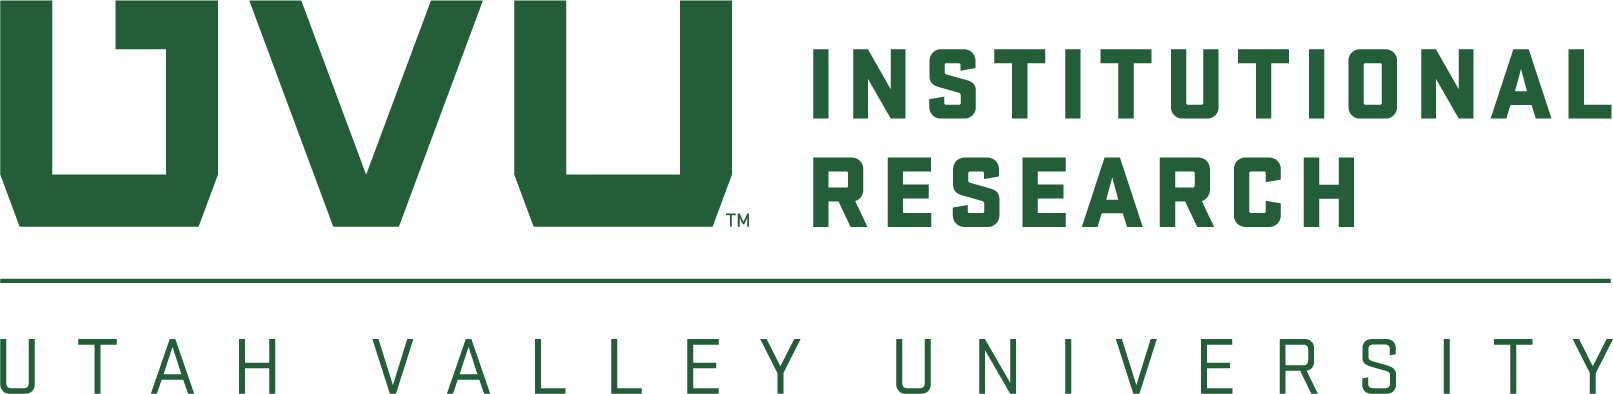 UVU™
INSTITUTIONAL
RESEARCH
UTAH VALLEY UNIVERSITY